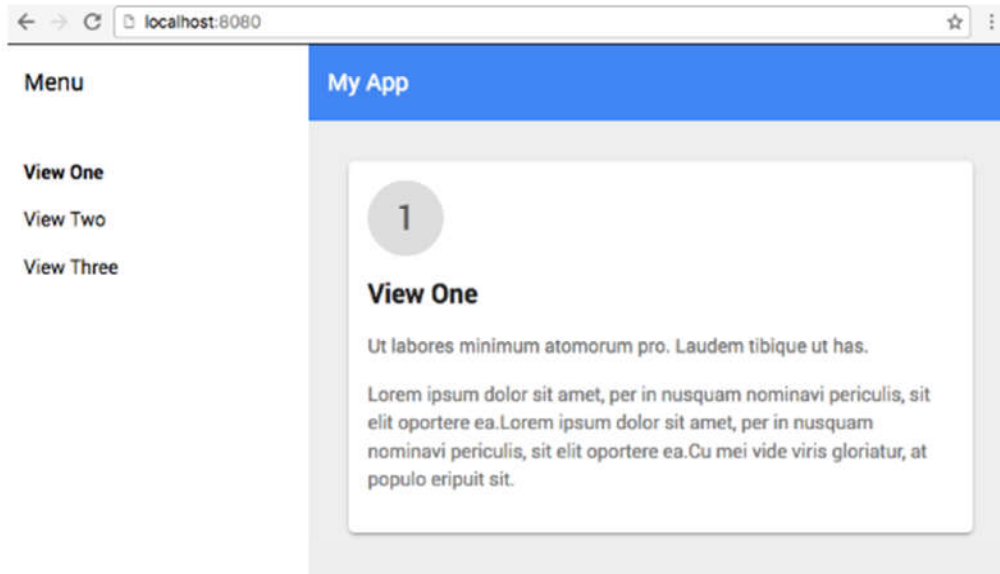 localhost:8080
Menu
My App
View One
View Two
View Three
1
View One
Ut labores minimum atomorum pro. Laudem tibique ut has.
Lorem ipsum dolor sit amet, per in nusquam nominavi periculis, sit
elit oportere ea.Lorem ipsum dolor sit amet, per in nusquam
nominavi periculis, sit elit oportere ea.Cu mei vide viris gloriatur, at
populo eripuit sit.